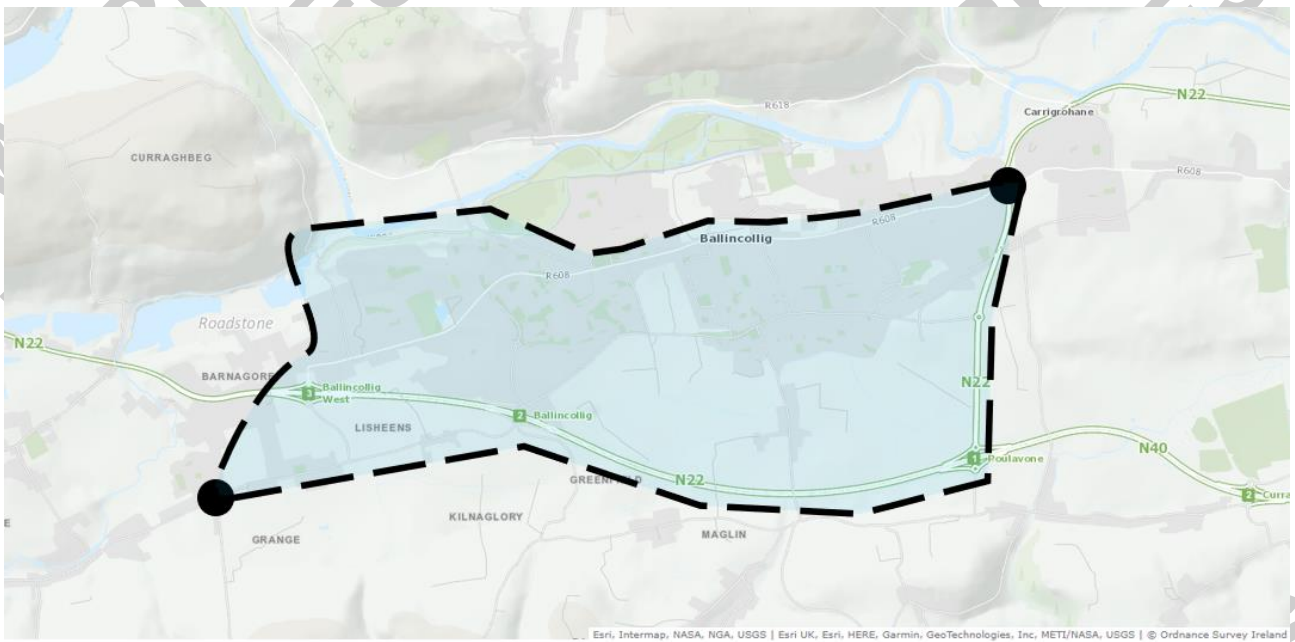 N22
Carrigrohane
R618
CURRAGHBEG
R608
R608
Ballincollig
R608
Roadstone
N22
BARNAGORE
N22
3
Ballincollig
West
2
Ballincollig
LISHEENS
N40
1
Poulavone
GREENFIELD
N22
2
Curra
KILNAGLORY
MAGLIN
GRANGE
E
Esri, Intermap, NASA, NGA, USGS | Esri UK, Esri, HERE, Garmin, GeoTechnologies, Inc, METI/NASA, USGS | © Ordnance Survey Ireland